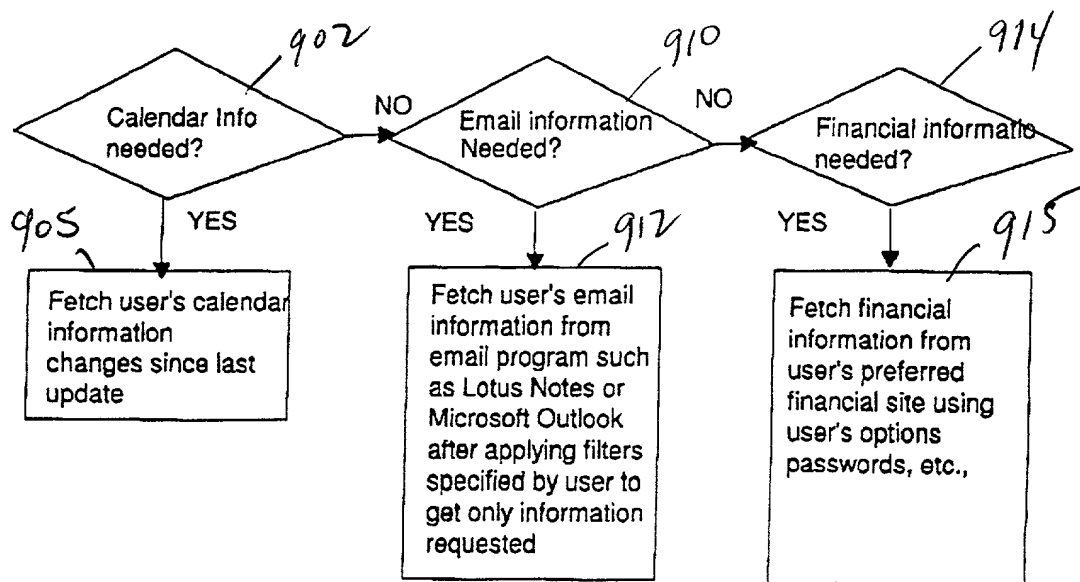 902
Calendar Info
needed?
NO
YES
905
Fetch user's calendar
information
changes since last
update
910
Email information
Needed?
NO
YES
912
Fetch user's email
information from
email program such
as Lotus Notes or
Microsoft Outlook
after applying filters
specified by user to
get only information
requested
914
Financial informatio
needed?
YES
915
Fetch financial
information from
user's preferred
financial site using
user's options
passwords, etc.,